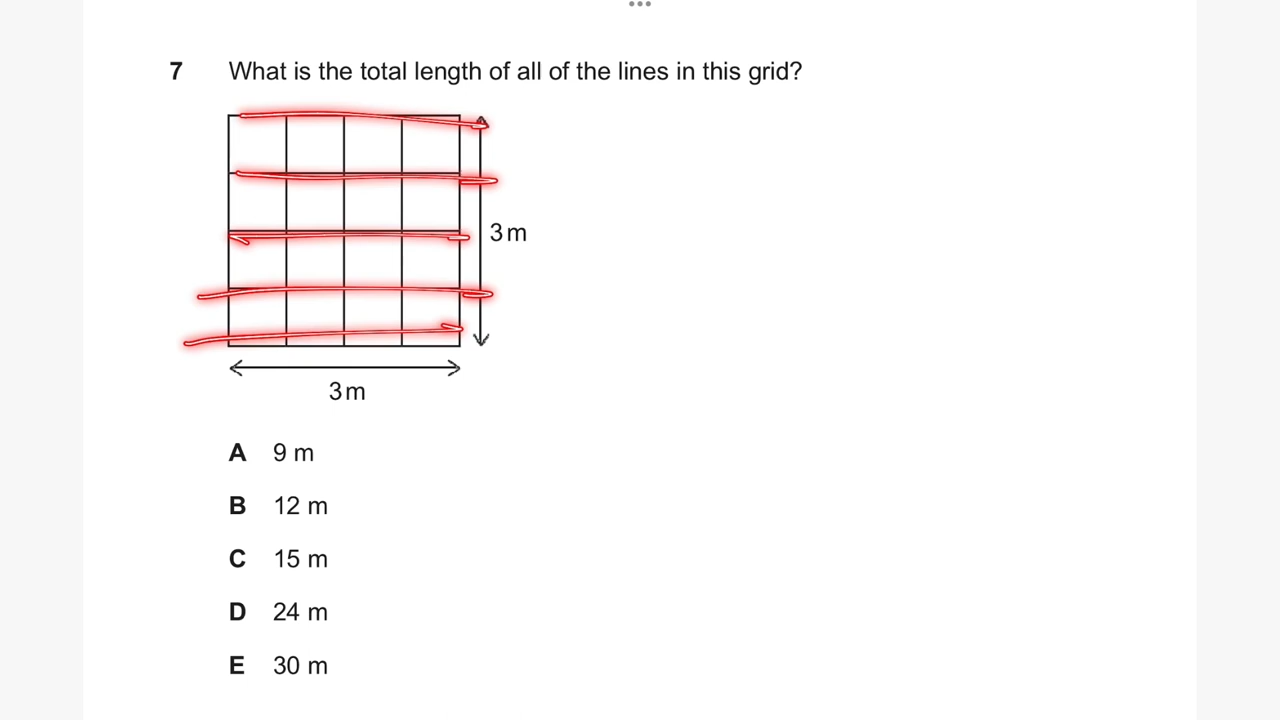 7 What is the total length of all of the lines in this grid?
3 m
3 m
A 9 m
B 12 m
C 15 m
D 24 m
E 30 m